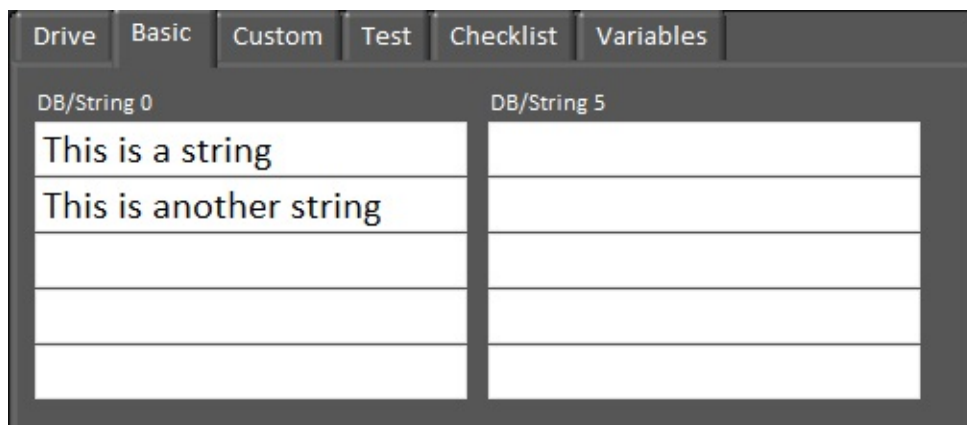 Drive Basic Custom Test Checklist Variables
DB/String 0 DB/String 5
This is a string
This is another string